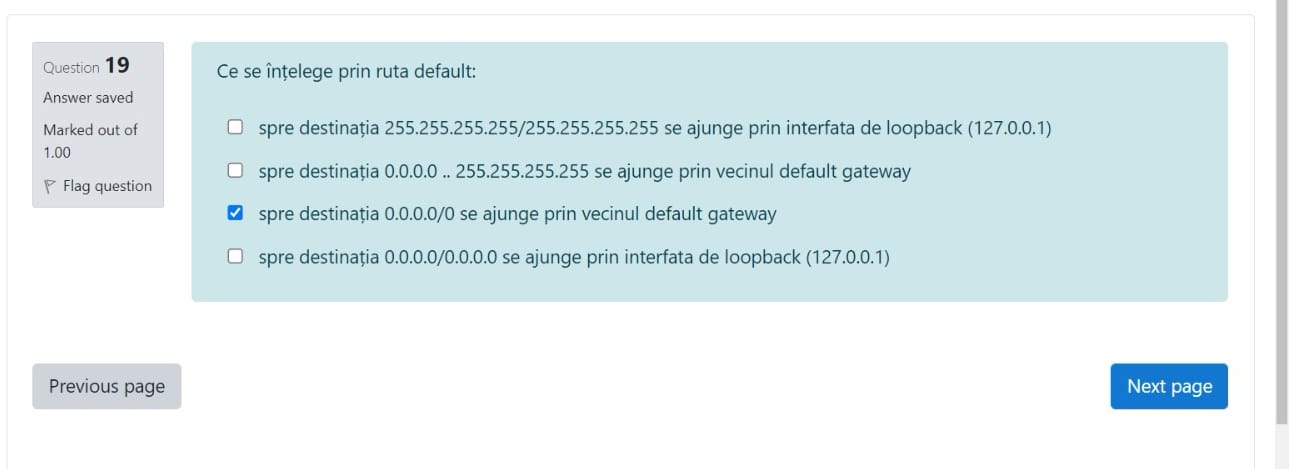 Question 19
Answer saved
Marked out of
1.00
Flag question
Ce se înțelege prin ruta default:
spre destinația 255.255.255.255/255.255.255.255 se ajunge prin interfata de loopback (127.0.0.1)
spre destinația 0.0.0.0 .. 255.255.255.255 se ajunge prin vecinul default gateway
spre destinația 0.0.0.0/0 se ajunge prin vecinul default gateway
spre destinația 0.0.0.0/0.0.0.0 se ajunge prin interfata de loopback (127.0.0.1)
Previous page
Next page